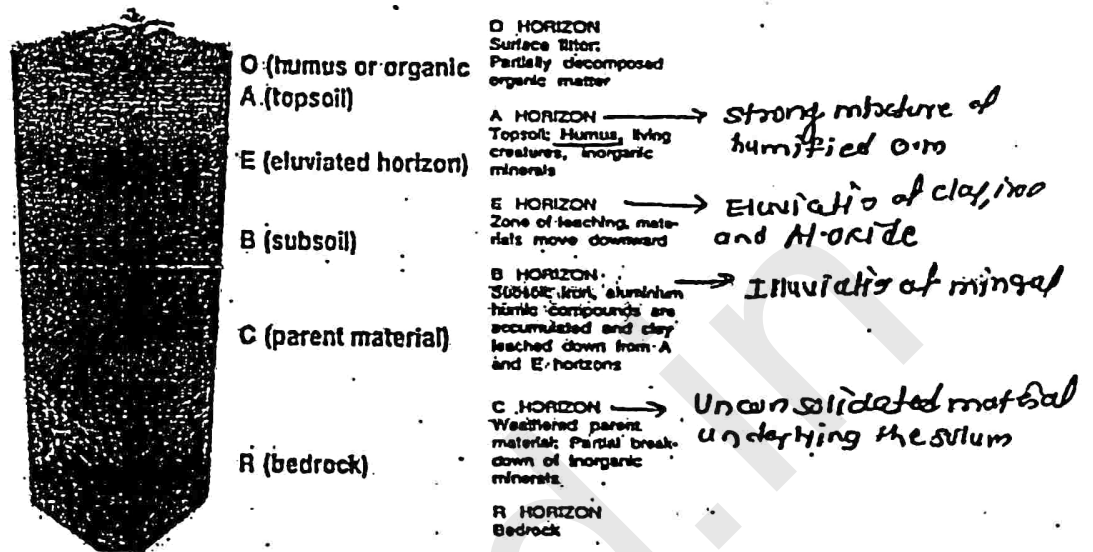 O (humus or organic
A (topsoil)
E (eluviated horizon)
B (subsoil)
C (parent material)
R (bedrock)
O HORIZON
Surface litter:
Partially decomposed
organic matter
A HORIZON
Topsoil: Humus, living
creatures, inorganic
minerals
E HORIZON
Zone of leaching, mate-
rials move downward
B HORIZON
Subsoil: iron, aluminium
humic compounds are
accumulated and clay
leached down from A
and E horizons
C HORIZON
Weathered parent
material; Partial break-
down of inorganic
minerals
R HORIZON
Bedrock
strong mixture of
humified o.m
Eluviatio of clay, iron
and Al-oxide
Illuviatio of
Unconsolidated material
underlying the solum
d.in